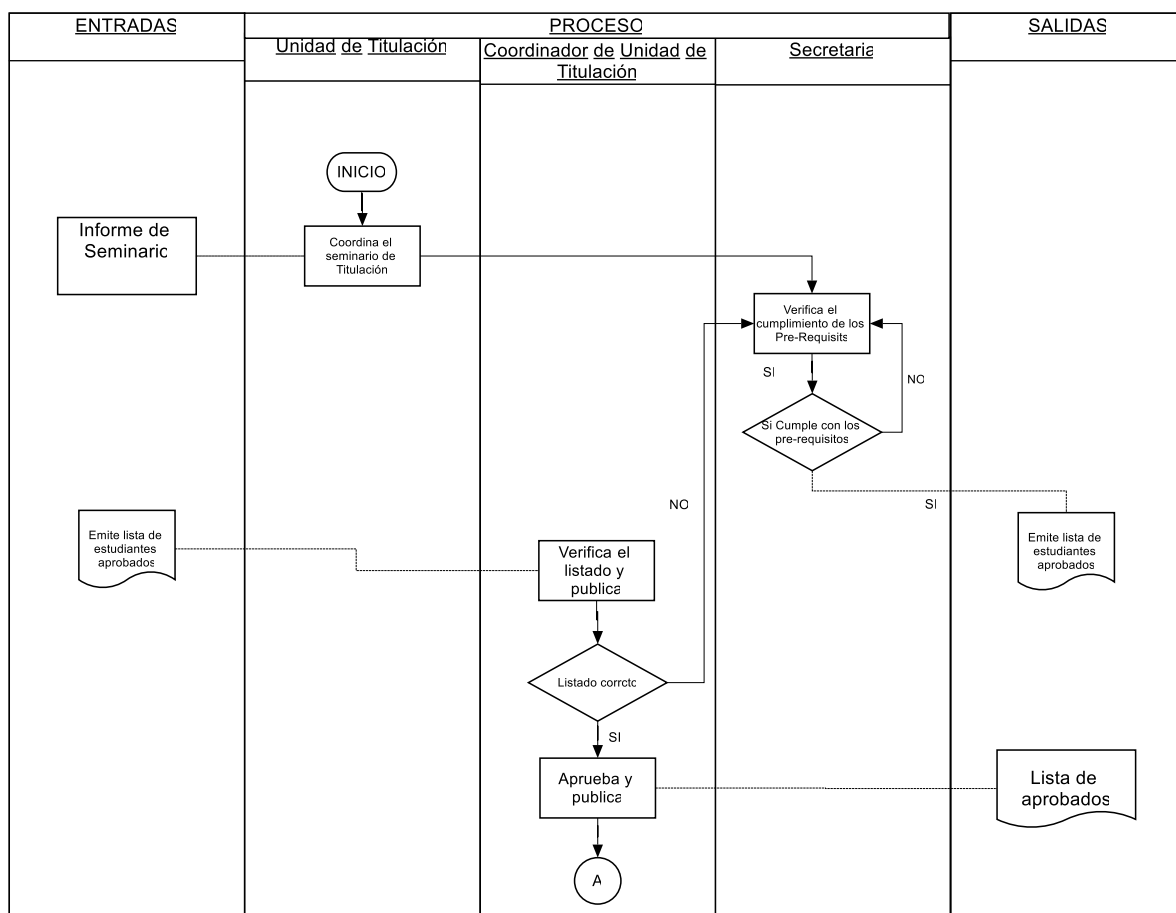 ENTRADAS
PROCESO
SALIDAS
Unidad de Titulación
Coordinador de Unidad de
Titulación
Secretaria
INICIO
Informe de
Seminario
Coordina el
seminario de
Titulación
Verifica el
cumplimiento de los
Pre-Requisits
SI
NO
Si Cumple con los
pre-requisitos
NO
SI
Emite lista de
estudiantes
aprobados
Verifica el
listado y
publica
Emite lista de
estudiantes
aprobados
Listado corrcto
SI
Aprueba y
publica
Lista de
aprobados
A